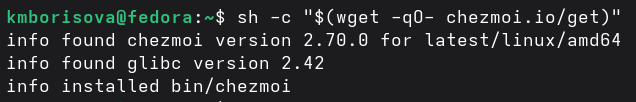 kmborisova@fedora:~$ sh -c "$(wget -qO- chezmoi.io/get)"
info found chezmoi version 2.70.0 for latest/linux/amd64
info found glibc version 2.42
info installed bin/chezmoi